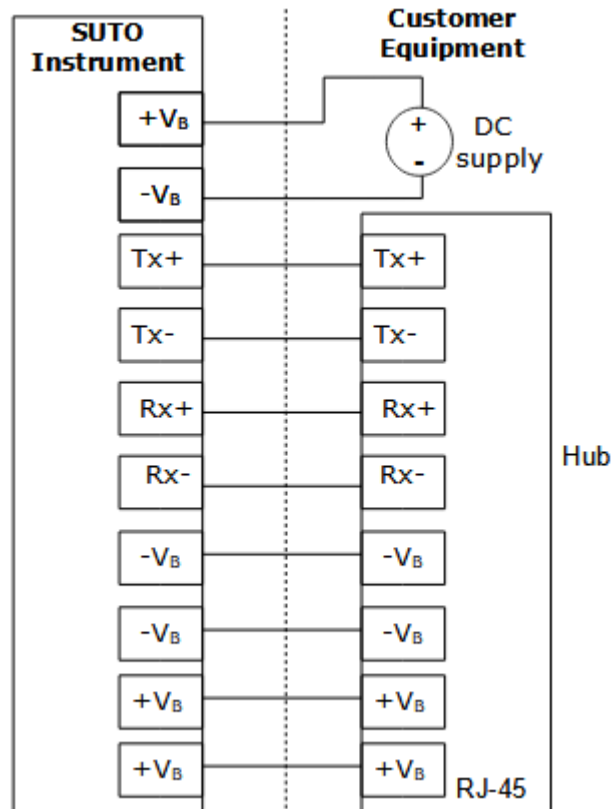 SUTO
Instrument
Customer
Equipment
+VB
+
-
DC
supply
-VB
Tx+ Tx+
Tx- Tx-
Rx+ Rx+
Rx- Rx-
Hub
-VB -VB
-VB -VB
+VB +VB
+VB +VB
RJ-45